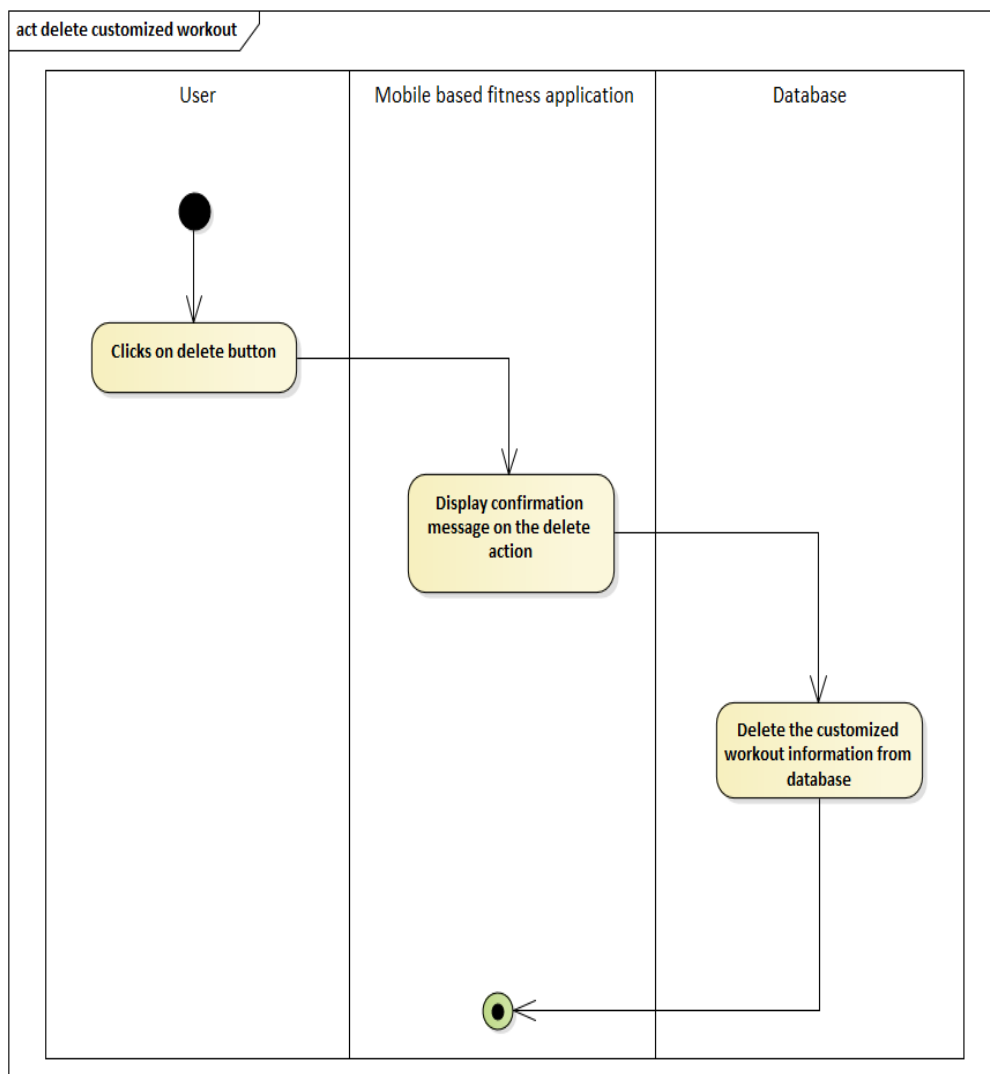 act delete customized workout
User
Mobile based fitness application
Database
Clicks on delete button
Display confirmation
message on the delete
action
Delete the customized
workout information from
database